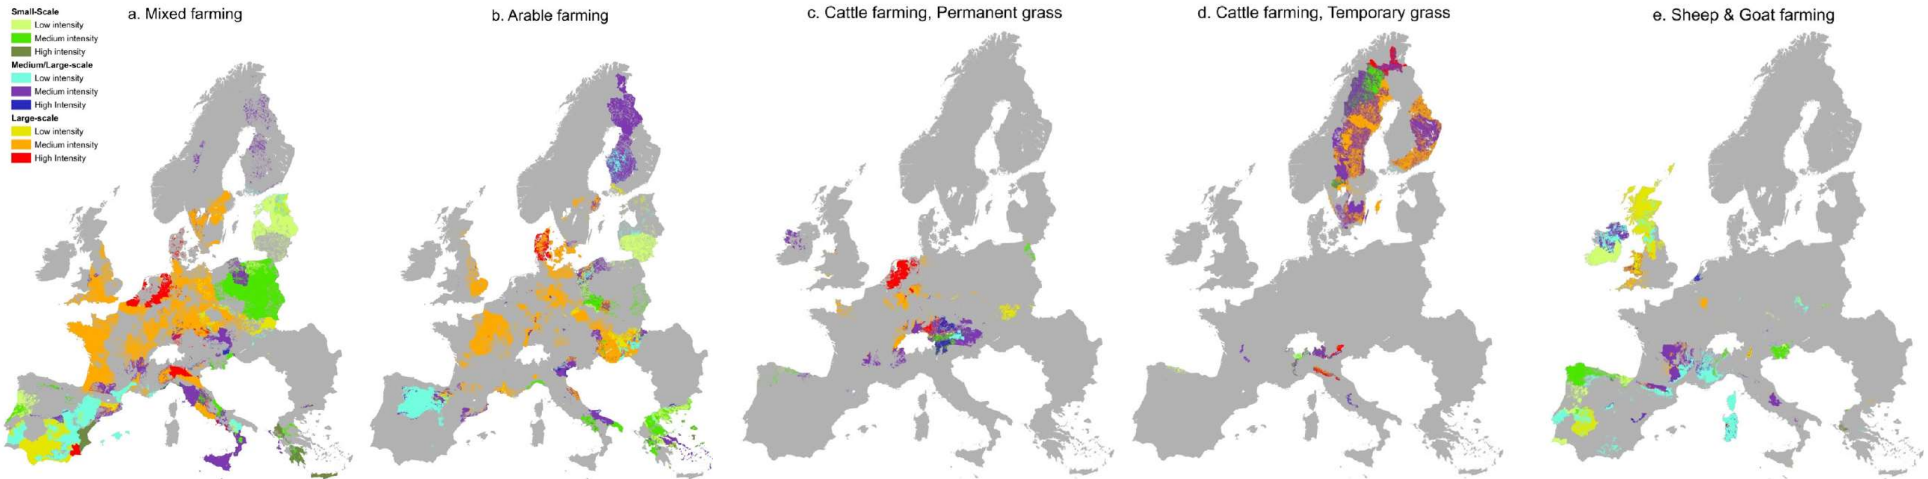 a. Mixed farming
b. Arable farming
c. Cattle farming, Permanent grass
d. Cattle farming, Temporary grass
e. Sheep & Goat farming
Small-Scale
Low intensity
Medium intensity
High intensity
Medium/Large-scale
Low intensity
Medium intensity
High Intensity
Large-scale
Low intensity
Medium intensity
High Intensity